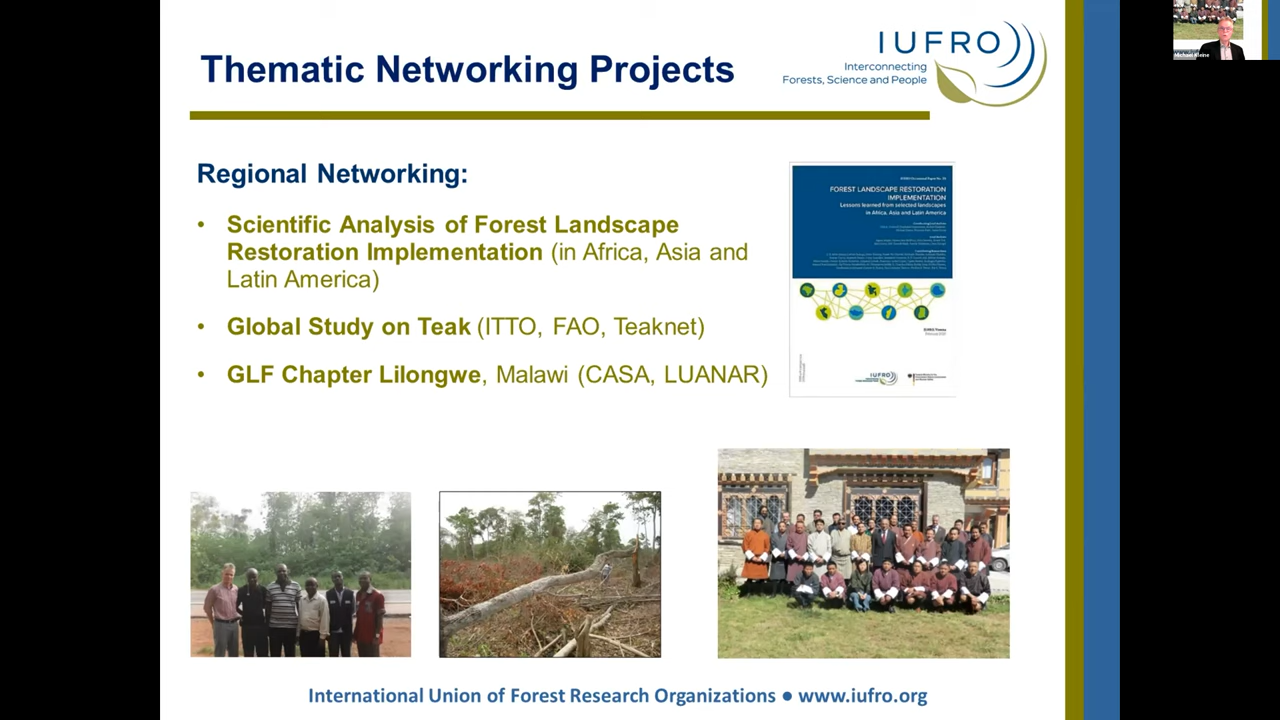 Thematic Networking Projects
IUFRO
Interconnecting
Forests, Science and People
Michael Kleine
Regional Networking:
• Scientific Analysis of Forest Landscape
Restoration Implementation (in Africa, Asia and
Latin America)
• Global Study on Teak (ITTO, FAO, Teaknet)
• GLF Chapter Lilongwe, Malawi (CASA, LUANAR)
FOREST LANDSCAPE RESTORATION
IMPLEMENTATION
Lessons learned from selected landscapes
in Africa, Asia and Latin America
IUFRO
International Union of Forest Research Organizations ● www.iufro.org